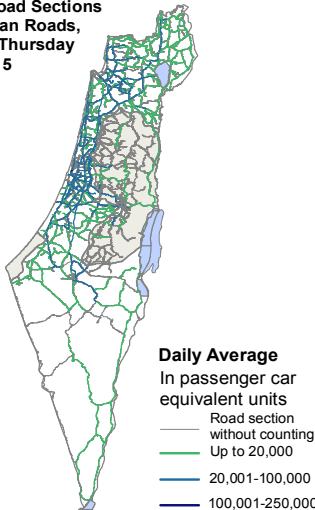 oad Sections
an Roads,
Thursday
5
Daily Average
In passenger car
equivalent units
Road section
without counting
Up to 20,000
20,001-100,000
100,001-250,000